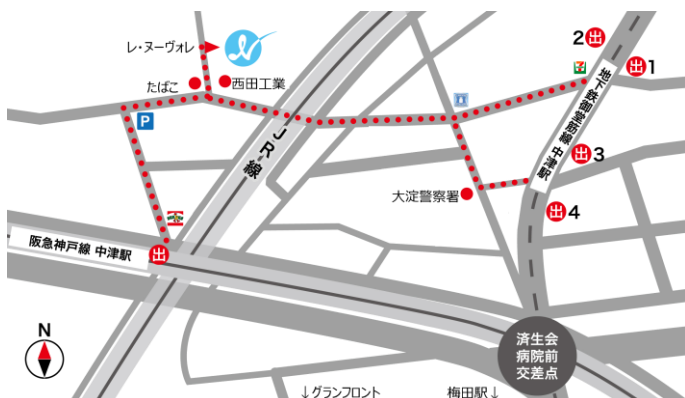 レ・ヌーヴォレ
たばこ
西田工業
P
JR線
2出
出1
地下鉄御堂筋線 中津駅
出3
出4
大淀警察署
阪急神戸線 中津駅
出
N
済生会
病院前
交差点
↓グランフロント
梅田駅↓